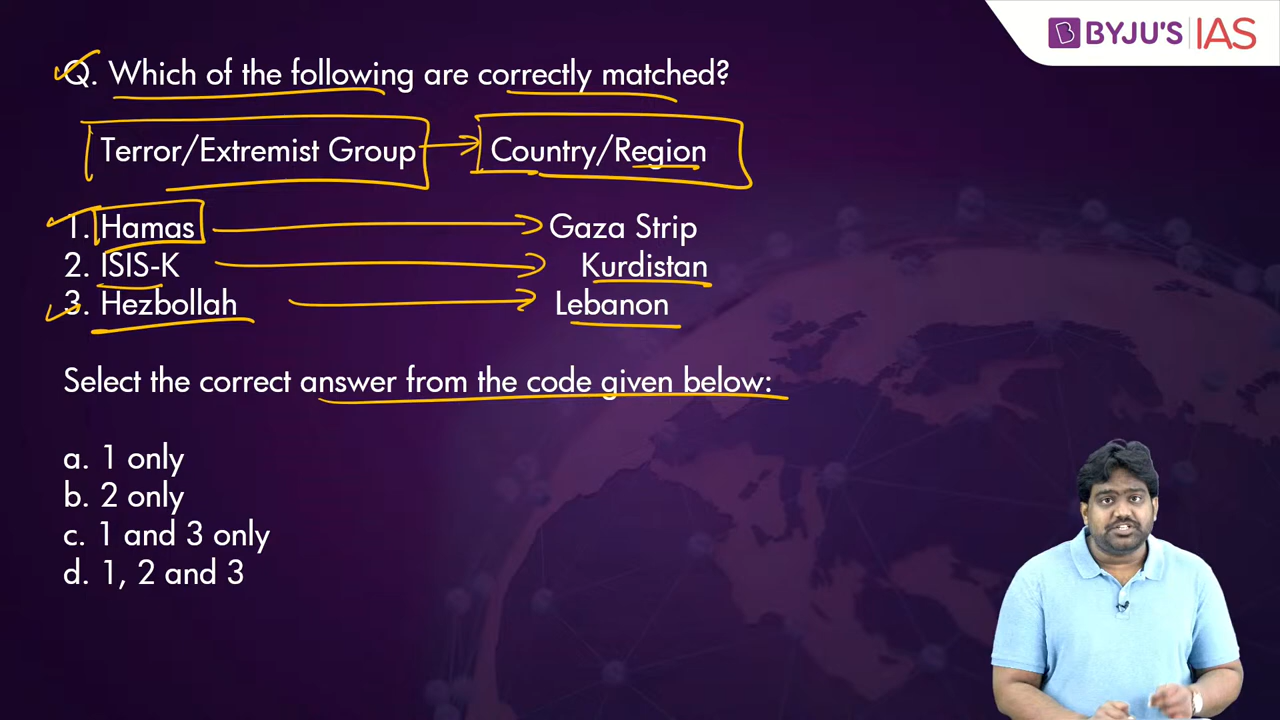 BYJU'S IAS
Q. Which of the following are correctly matched?
Terror/Extremist Group Country/Region
1. Hamas Gaza Strip
2. ISIS-K Kurdistan
3. Hezbollah Lebanon
Select the correct answer from the code given below:
a. 1 only
b. 2 only
c. 1 and 3 only
d. 1, 2 and 3